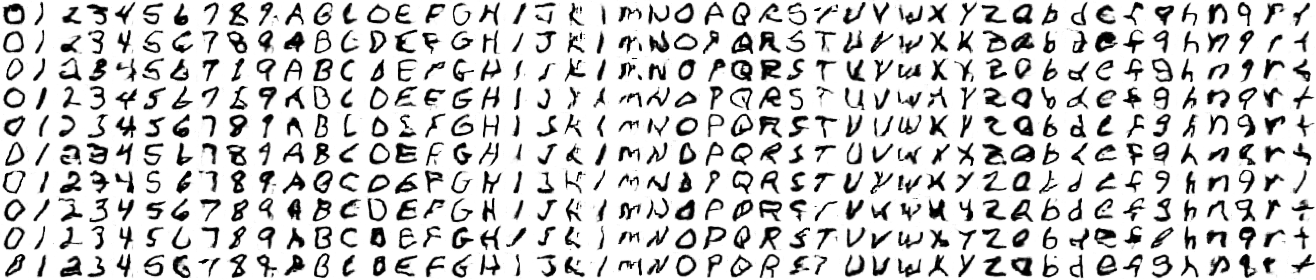 0 1 2 3 4 5 6 7 8 9 A G L D E F G H I J K I m N O P Q R S T U V W X Y Z a b d e f g h n q r t
0 1 2 3 4 5 6 7 8 9 A B C D E F G H I J K I m N O P Q R S T U V W X Y Z a b d e f g h n q r t
0 1 2 3 4 5 6 7 8 9 A B C D E F G H I J K I m N O P Q R S T U V W X Y Z a b d e f g h n q r t
0 1 2 3 4 5 6 7 8 9 A B C D E F G H I J K L m N O P Q R S T U V W X Y Z a b d e f g h n q r t
0 1 2 3 4 5 6 7 8 9 A B L D E F G H I J K I m N O P Q R S T U V W X Y Z a b d e f g h n q r t
0 1 2 3 4 5 6 7 8 9 A B C D E F G H I J K I m N O P Q R S T U V W X Y Z a b d e f g h n q r t
0 1 2 3 4 5 6 7 8 9 A B C D E F G H I J K I m N O P Q R S T U V W X Y Z a b d e f g h n q r t
0 1 2 3 4 5 6 7 8 9 A B C D E F G H I J K I m N O P Q R S T U V W X Y Z a b d e f g h n q r t
0 1 2 3 4 5 6 7 8 9 A B C D E F G H I J K I m N O P Q R S T U V W X Y Z a b d e f g h n q r t
0 1 2 3 4 5 6 7 8 9 A B C D E F G H I J K I m N O P Q R S T U V W X Y Z a b d e f g h n q r t